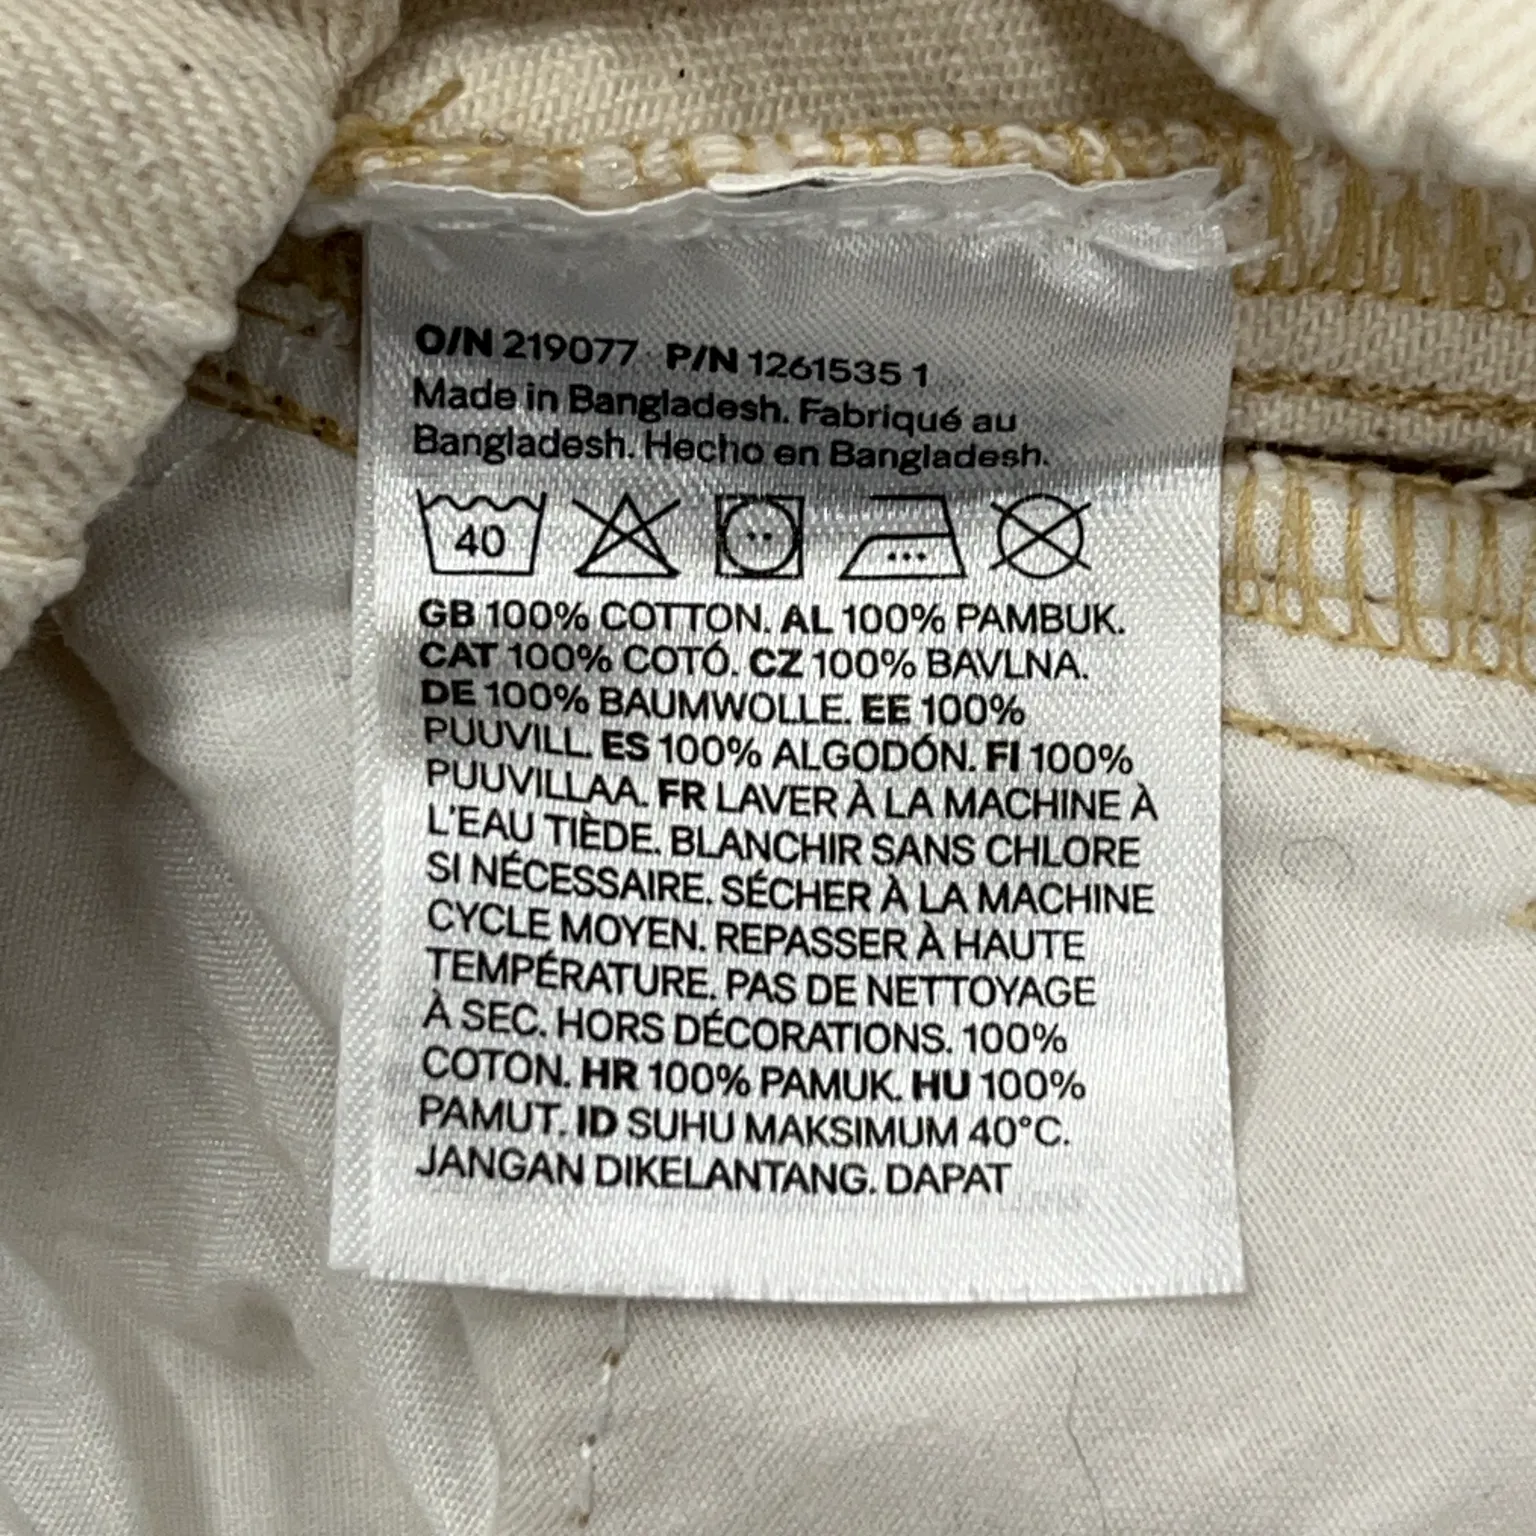 O/N 219077 P/N 1261535 1
Made in Bangladesh. Fabriqué au
Bangladesh. Hecho en Bangladesh.
40
GB 100% COTTON. AL 100% PAMBUK.
CAT 100% COTÓ. CZ 100% BAVLNA.
DE 100% BAUMWOLLE. EE 100%
PUUVILL. ES 100% ALGODÓN. FI 100%
PUUVILLAA. FR LAVER À LA MACHINE À
L'EAU TIÈDE. BLANCHIR SANS CHLORE
SI NÉCESSAIRE. SÉCHER À LA MACHINE
CYCLE MOYEN. REPASSER À HAUTE
TEMPÉRATURE. PAS DE NETTOYAGE
À SEC. HORS DÉCORATIONS. 100%
COTON. HR 100% PAMUK. HU 100%
PAMUT. ID SUHU MAKSIMUM 40°C.
JANGAN DIKELANTANG. DAPAT